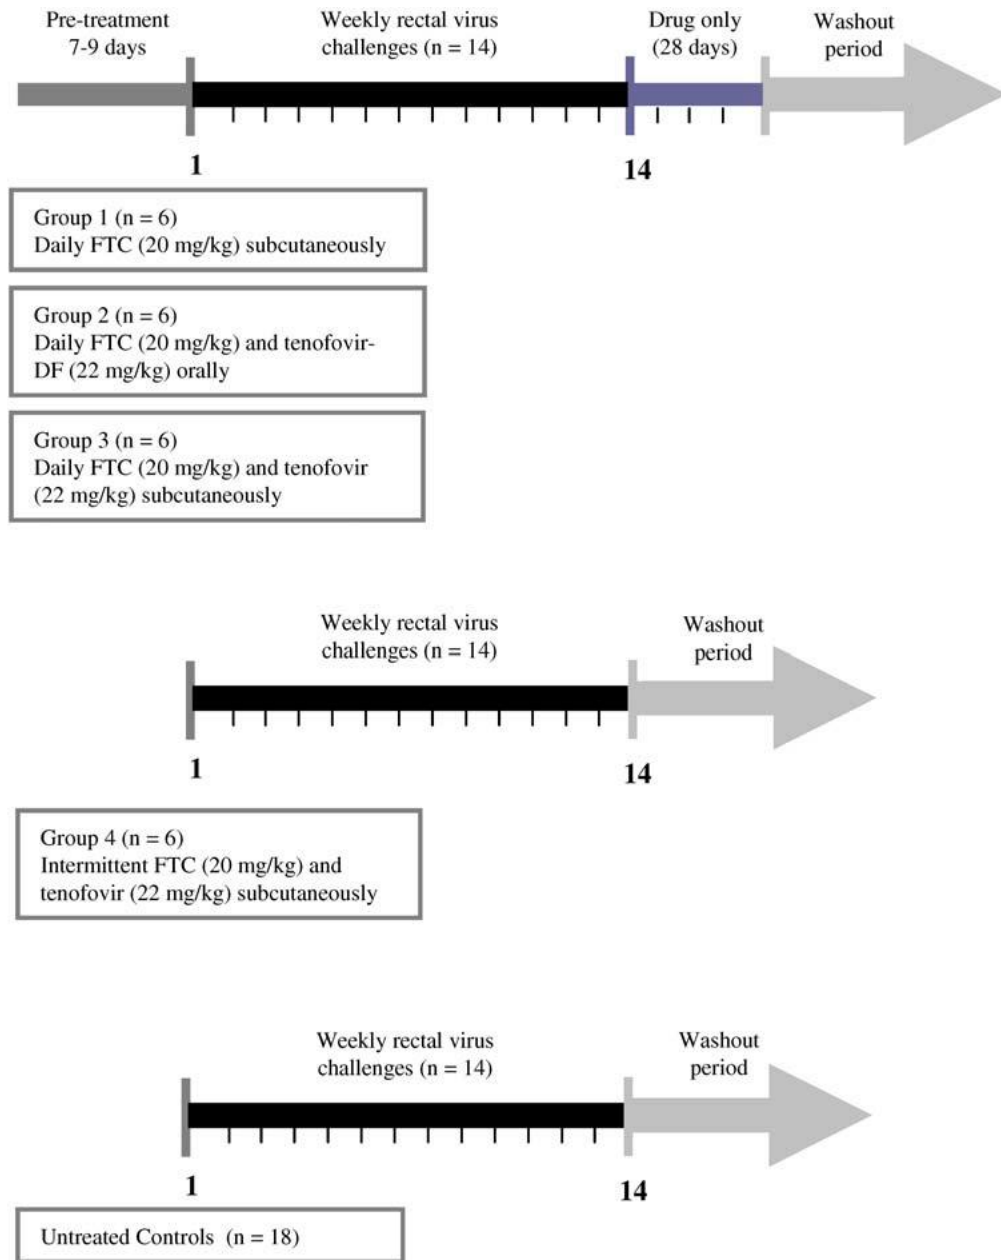 Pre-treatment
7-9 days
Weekly rectal virus
challenges (n = 14)
Drug only
(28 days)
Washout
period
1
14
Group 1 (n = 6)
Daily FTC (20 mg/kg) subcutaneously
Group 2 (n = 6)
Daily FTC (20 mg/kg) and tenofovir-
DF (22 mg/kg) orally
Group 3 (n = 6)
Daily FTC (20 mg/kg) and tenofovir
(22 mg/kg) subcutaneously
Weekly rectal virus
challenges (n = 14)
Washout
period
1
14
Group 4 (n = 6)
Intermittent FTC (20 mg/kg) and
tenofovir (22 mg/kg) subcutaneously
Weekly rectal virus
challenges (n = 14)
Washout
period
1
14
Untreated Controls (n = 18)